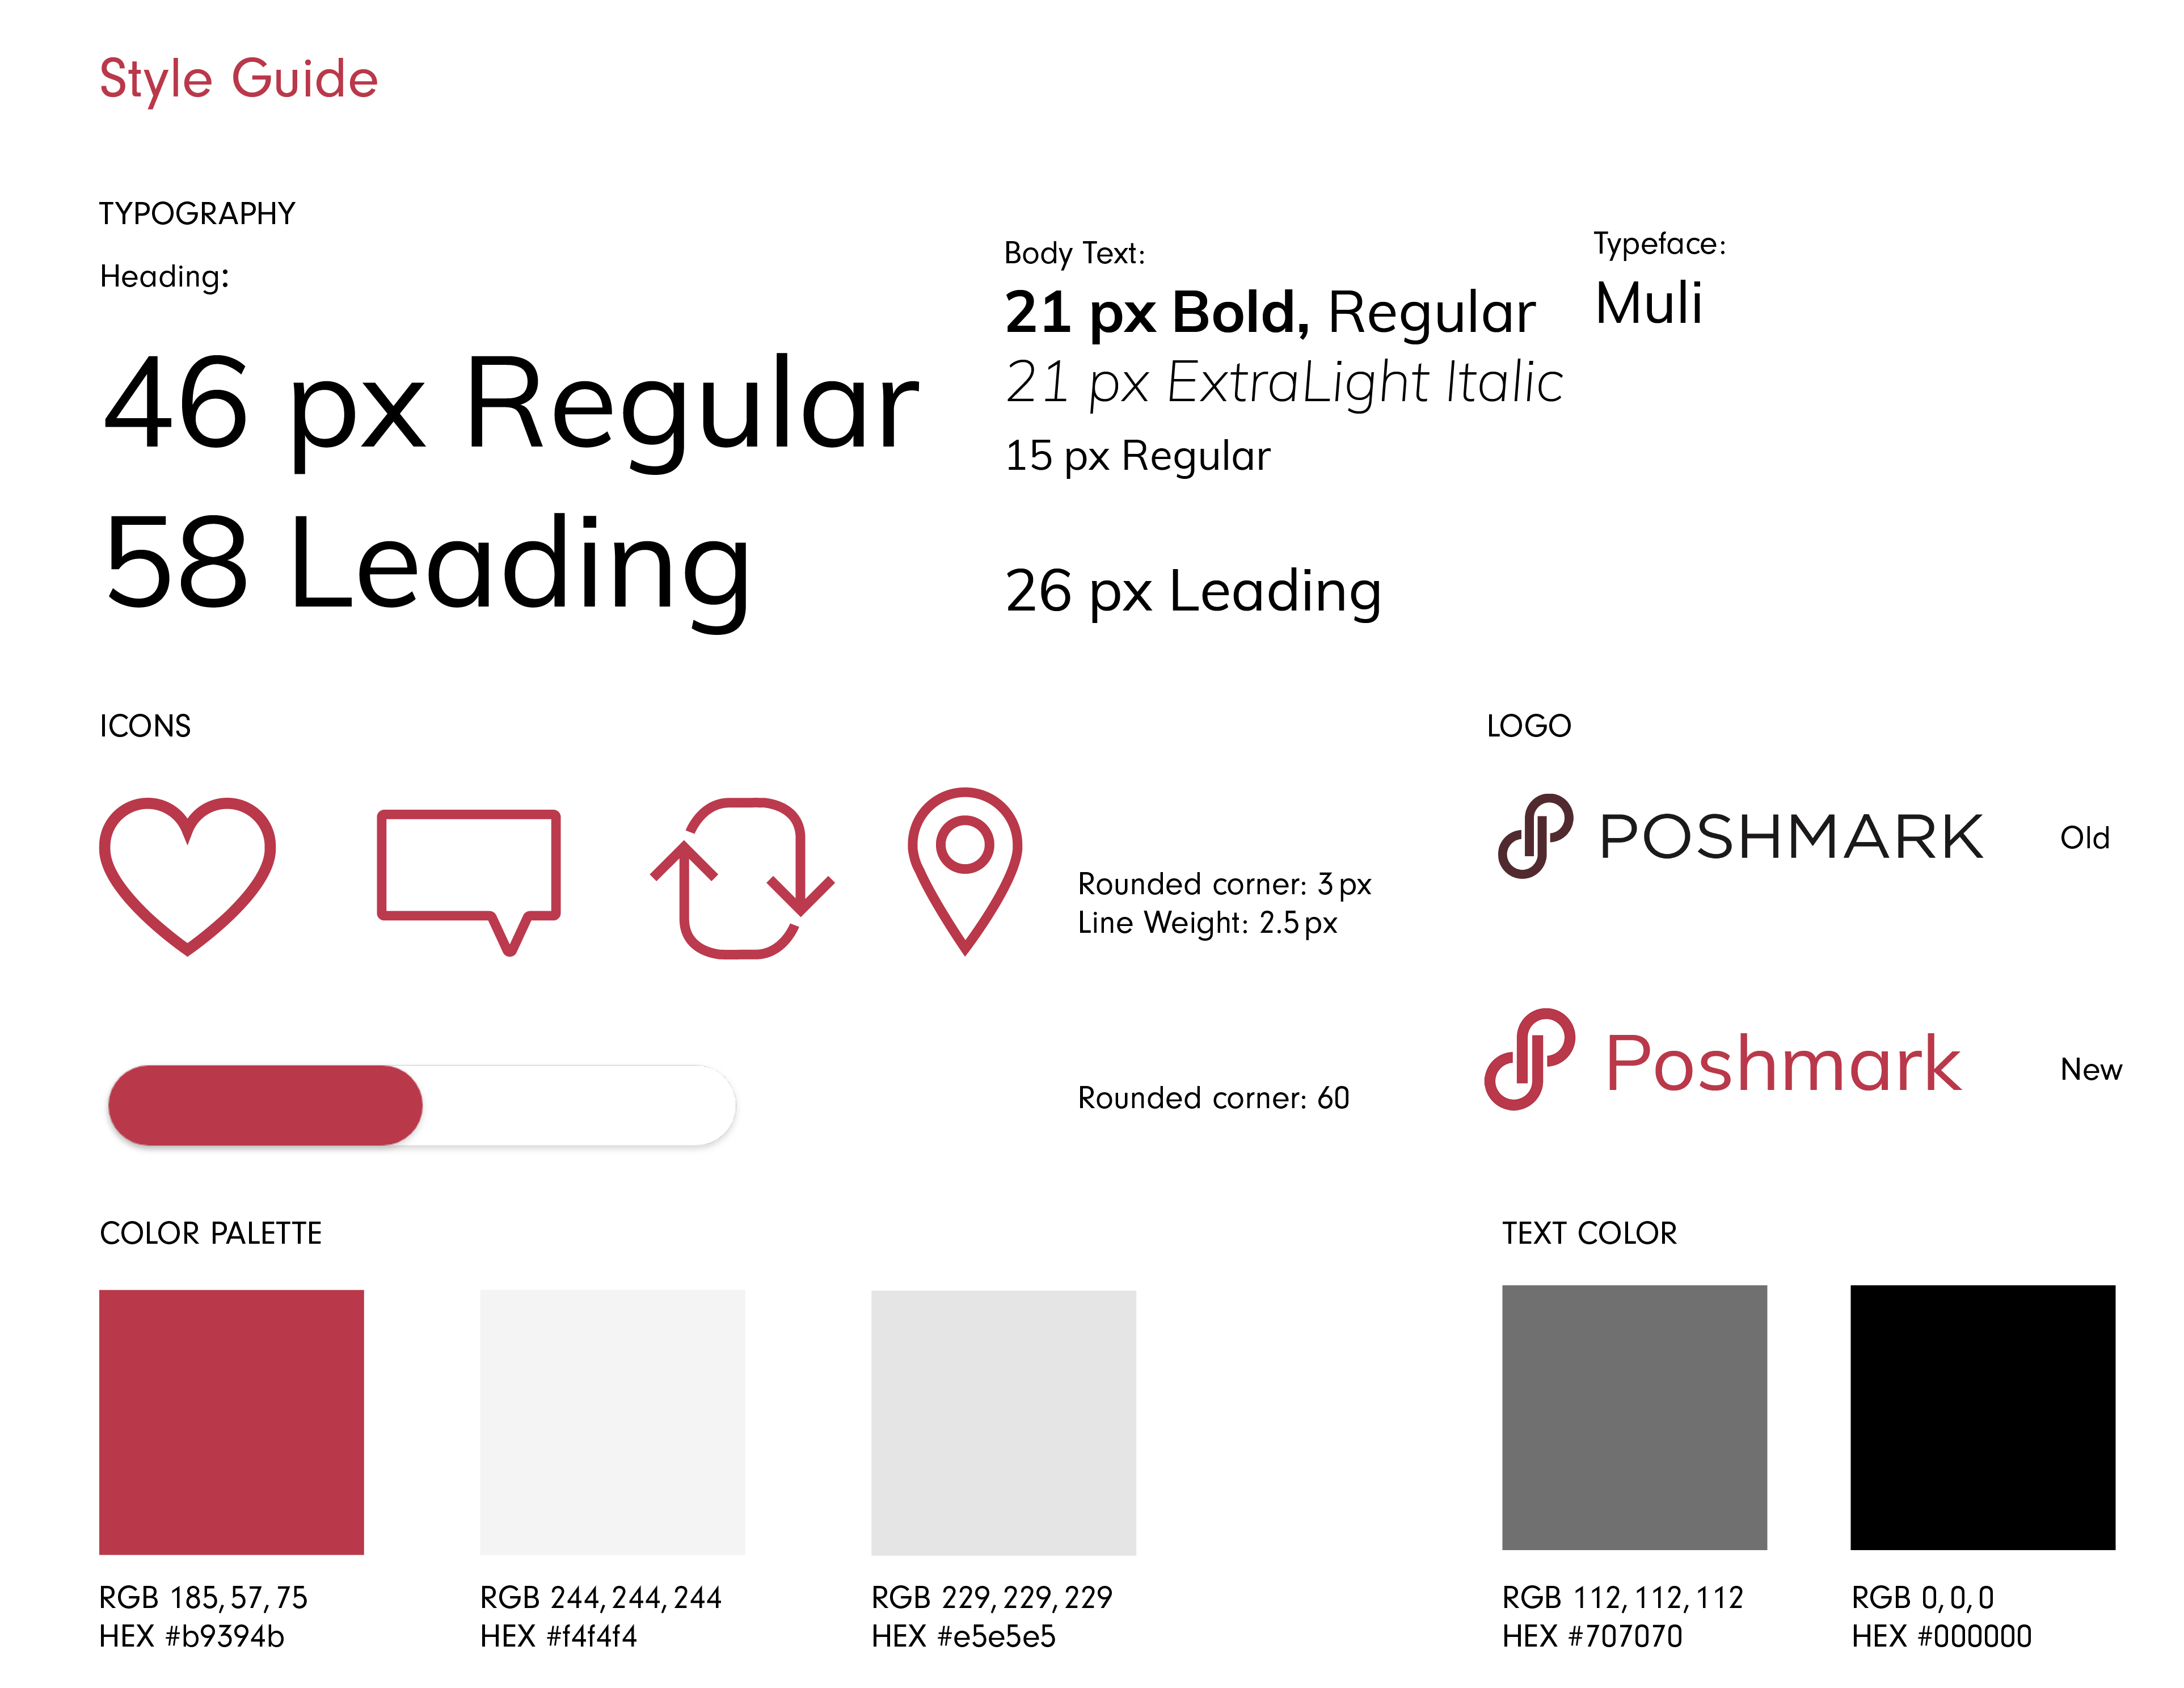 Style Guide
TYPOGRAPHY
Heading:
46 px Regular
58 Leading
Body Text:
21 px Bold, Regular
21 px ExtraLight Italic
15 px Regular
26 px Leading
Typeface:
Muli
ICONS
Rounded corner: 3 px
Line Weight: 2.5 px
Rounded corner: 60
LOGO
POSHMARK
Old
Poshmark
New
COLOR PALETTE
RGB 185, 57, 75
HEX #b9394b
RGB 244, 244, 244
HEX #f4f4f4
RGB 229, 229, 229
HEX #e5e5e5
TEXT COLOR
RGB 112, 112, 112
HEX #707070
RGB 0, 0, 0
HEX #000000